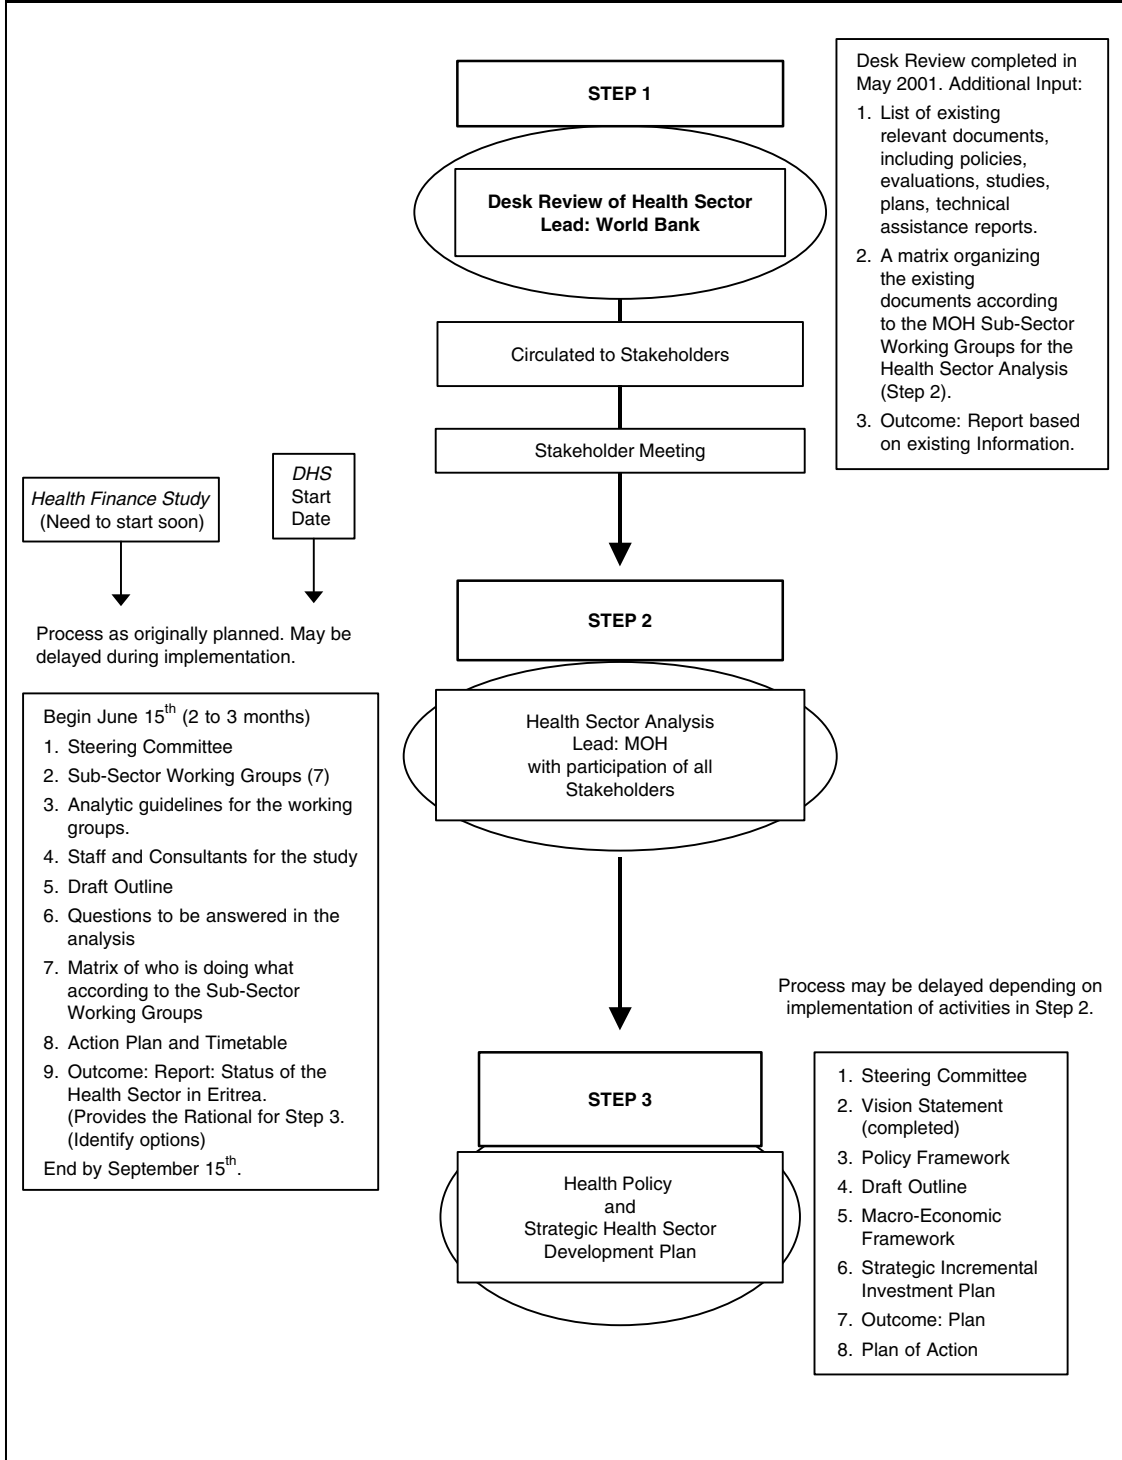 STEP 1
Desk Review of Health Sector
Lead: World Bank
Circulated to Stakeholders
Stakeholder Meeting
Desk Review completed in
May 2001. Additional Input:
1. List of existing
relevant documents,
including policies,
evaluations, studies,
plans, technical
assistance reports.
2. A matrix organizing
the existing
documents according
to the MOH Sub-Sector
Working Groups for the
Health Sector Analysis
(Step 2).
3. Outcome: Report based
on existing Information.
Health Finance Study
(Need to start soon)
DHS
Start
Date
Process as originally planned. May be
delayed during implementation.
STEP 2
Health Sector Analysis
Lead: MOH
with participation of all
Stakeholders
Begin June 15th (2 to 3 months)
1. Steering Committee
2. Sub-Sector Working Groups (7)
3. Analytic guidelines for the working
groups.
4. Staff and Consultants for the study
5. Draft Outline
6. Questions to be answered in the
analysis
7. Matrix of who is doing what
according to the Sub-Sector
Working Groups
8. Action Plan and Timetable
9. Outcome: Report: Status of the
Health Sector in Eritrea.
(Provides the Rational for Step 3.
(Identify options)
End by September 15th.
Process may be delayed depending on
implementation of activities in Step 2.
STEP 3
Health Policy
and
Strategic Health Sector
Development Plan
1. Steering Committee
2. Vision Statement
(completed)
3. Policy Framework
4. Draft Outline
5. Macro-Economic
Framework
6. Strategic Incremental
Investment Plan
7. Outcome: Plan
8. Plan of Action